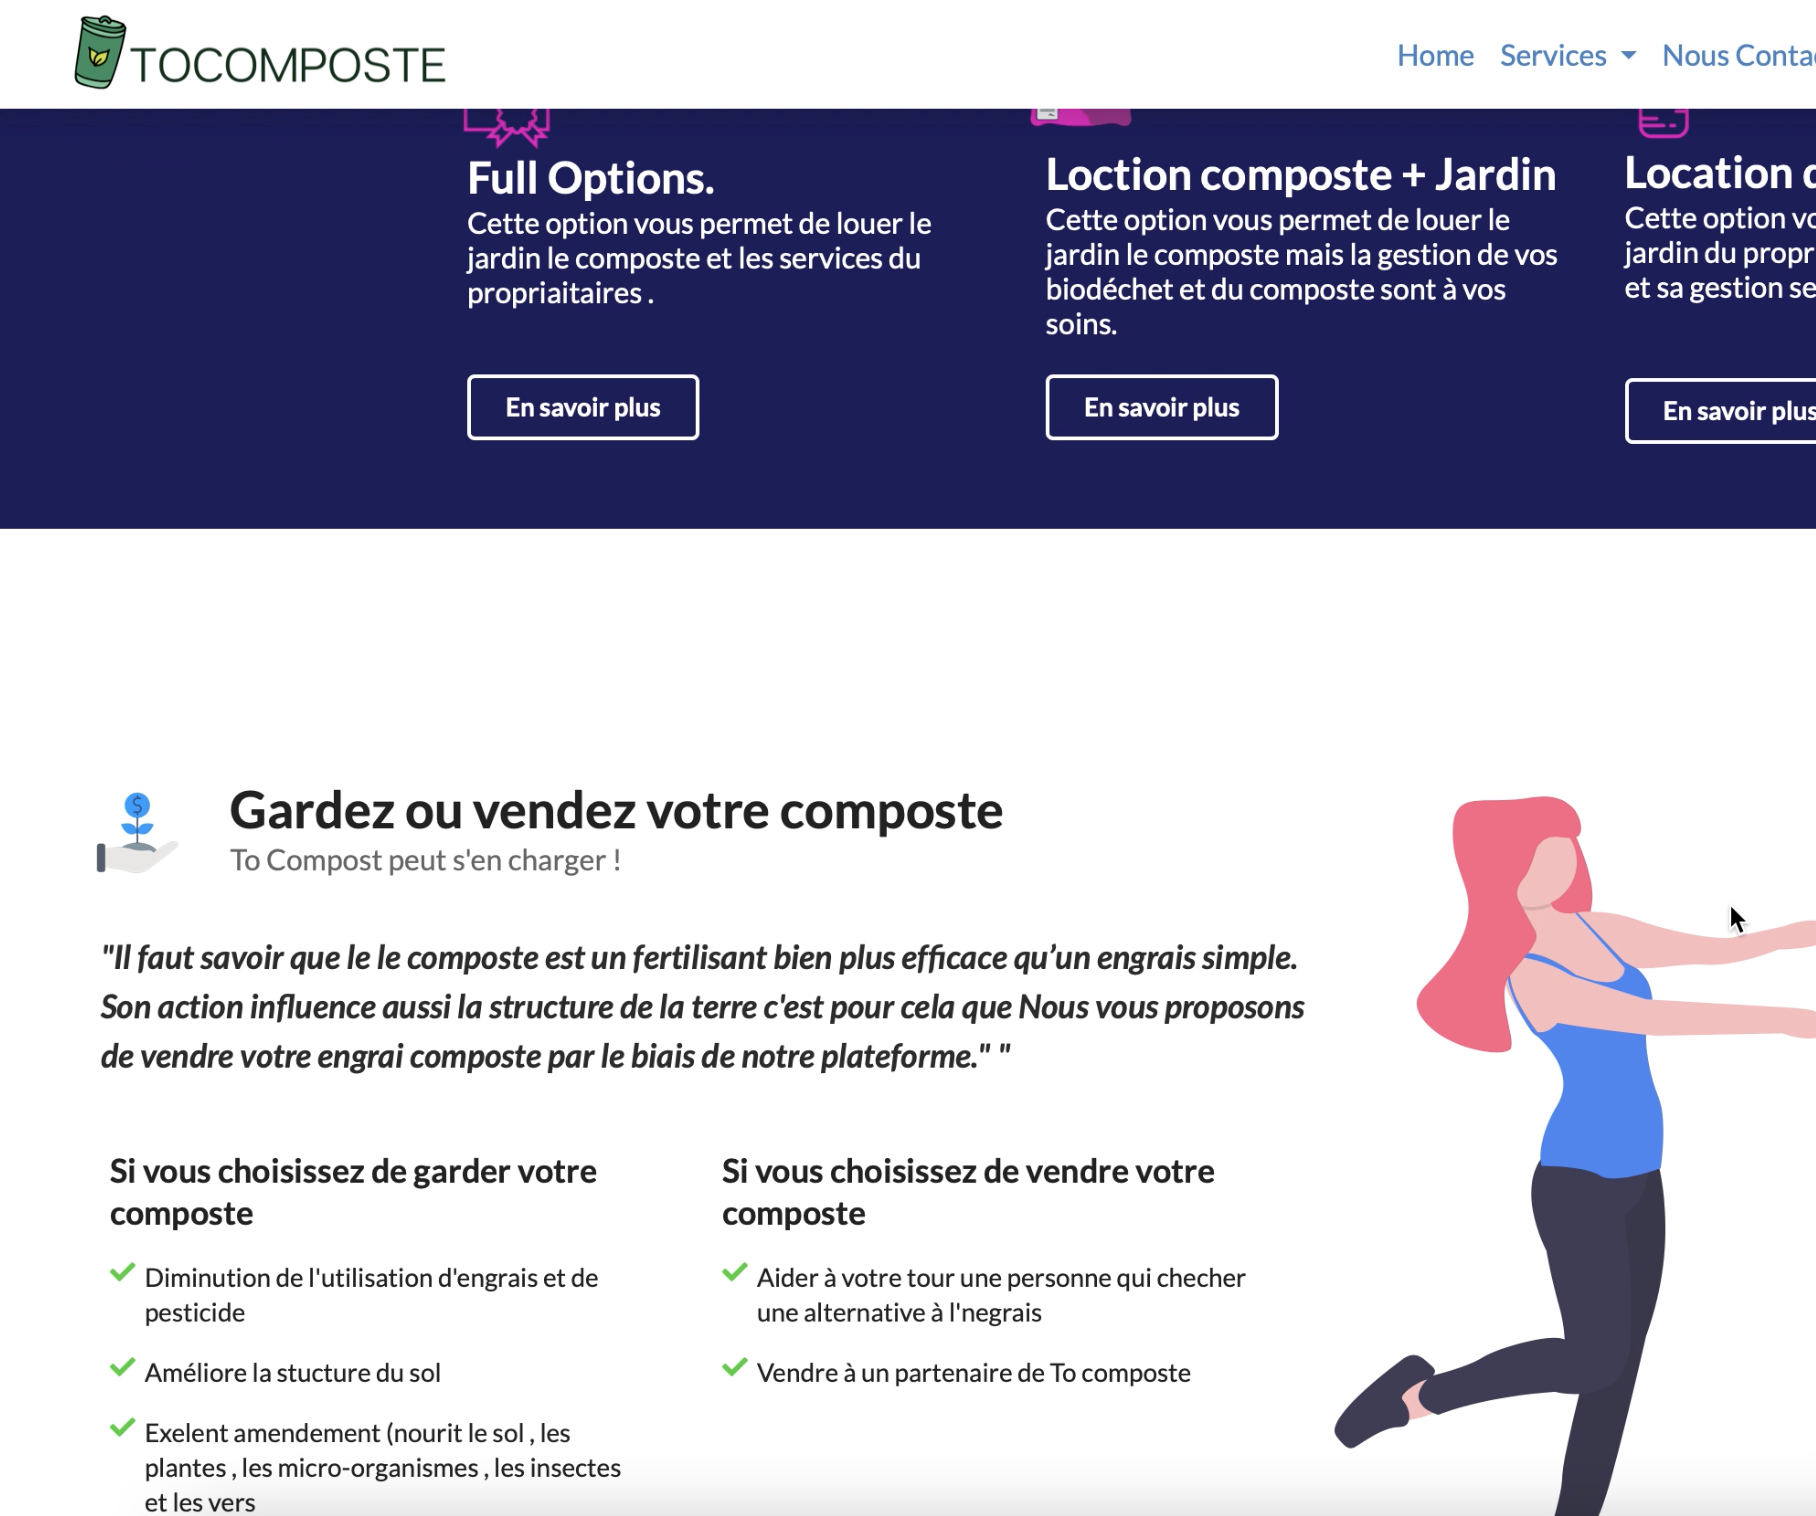 TOCOMPOSTE
Home Services Nous
Full Options.
Cette option vous permet de louer le
jardin le composte et les services du
propriaitaires .
En savoir plus
Loction composte + Jardin
Cette option vous permet de louer le
jardin le composte mais la gestion de vos
biodéchet et du composte sont à vos
soins.
En savoir plus
Location
Cette option
jardin du
et sa gestion
En savoir plus
Gardez ou vendez votre composte
To Compost peut s'en charger !
"Il faut savoir que le le composte est un fertilisant bien plus efficace qu’un engrais simple.
Son action influence aussi la structure de la terre c'est pour cela que Nous vous proposons
de vendre votre engrai composte par le biais de notre plateforme." "
Si vous choisissez de garder votre
composte
Diminution de l'utilisation d'engrais et de
pesticide
Améliore la stucture du sol
Exelent amendement (nourit le sol , les
plantes , les micro-organismes , les insectes
et les vers
Si vous choisissez de vendre votre
composte
Aider à votre tour une personne qui checher
une alternative à l'negrais
Vendre à un partenaire de To composte